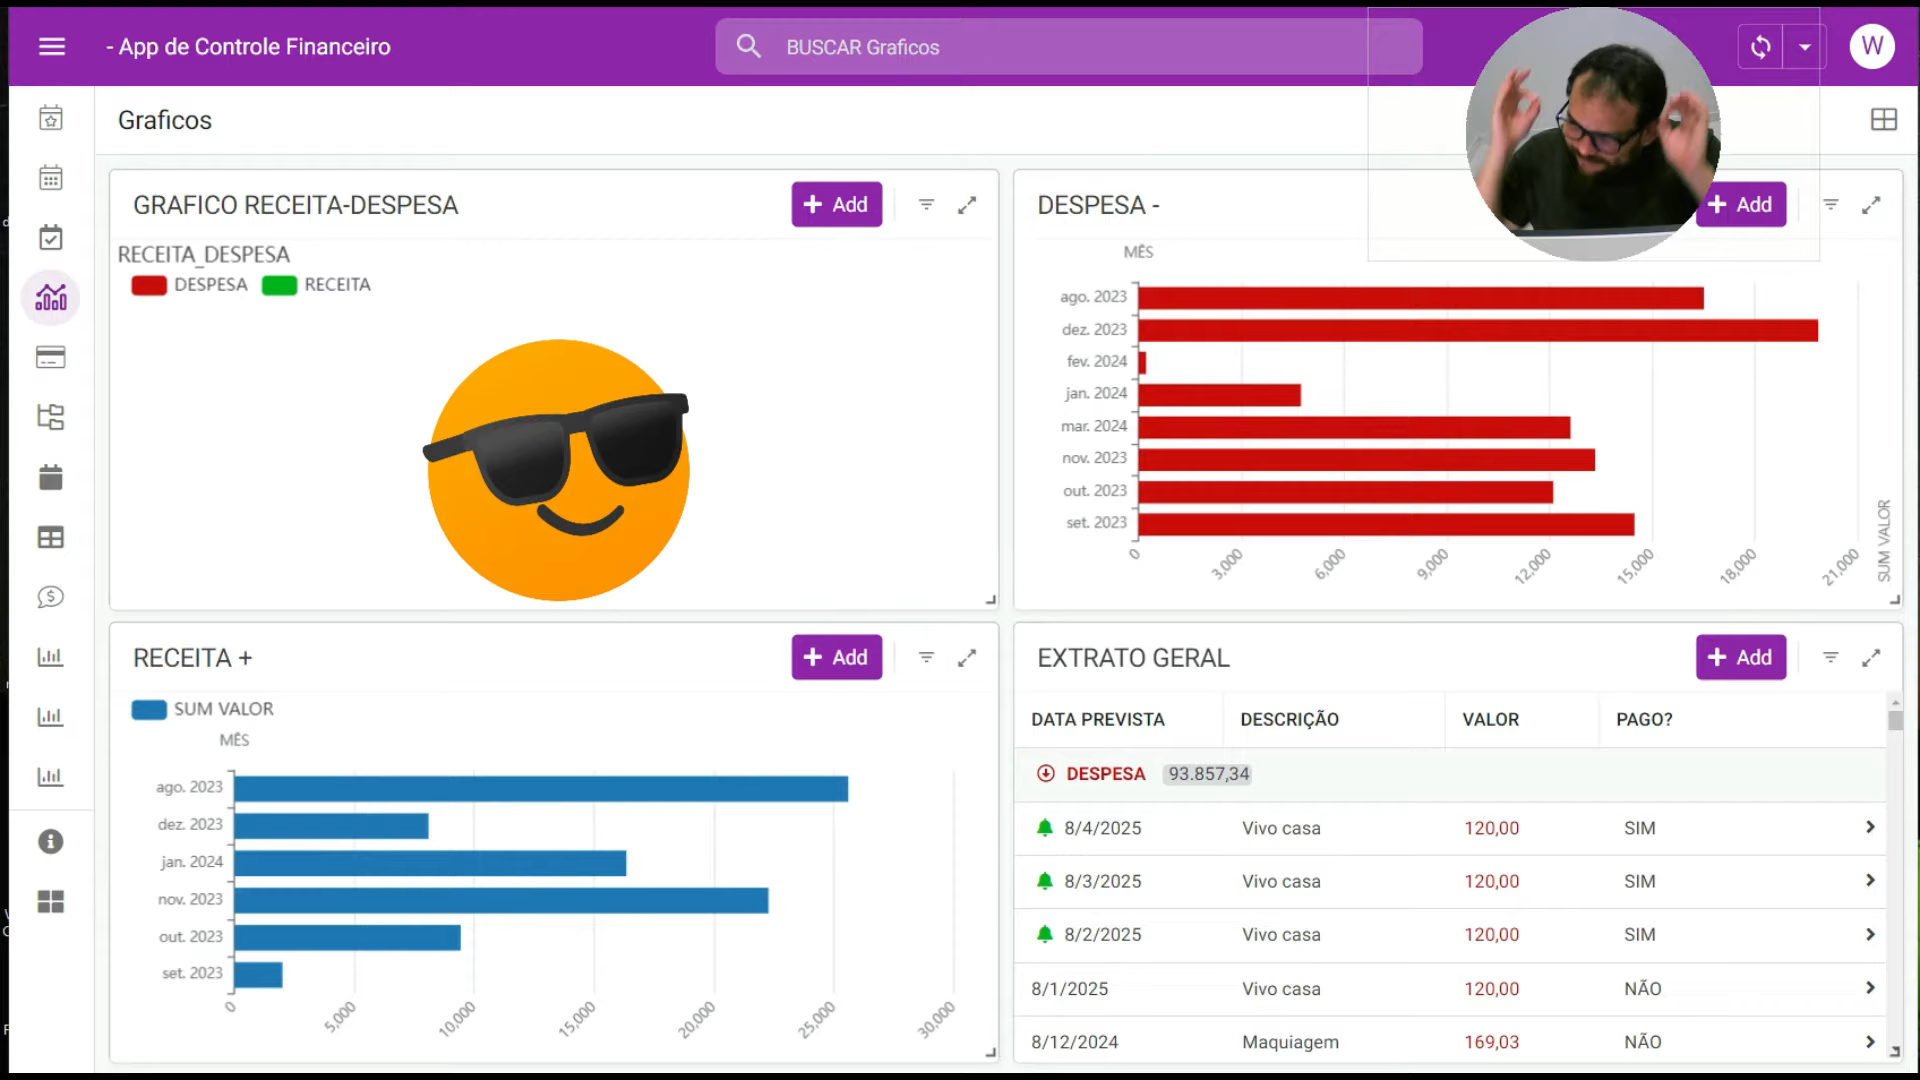 - App de Controle Financeiro
BUSCAR Graficos
W
Graficos
GRAFICO RECEITA-DESPESA
Add
RECEITA_DESPESA
DESPESA
RECEITA
DESPESA -
Add
MÊS
ago. 2023
dez. 2023
fev. 2024
jan. 2024
mar. 2024
nov. 2023
out. 2023
set. 2023
0
3,000
6,000
9,000
12,000
15,000
18,000
21,000
SUM VALOR
RECEITA +
Add
SUM VALOR
MÊS
ago. 2023
dez. 2023
jan. 2024
nov. 2023
out. 2023
set. 2023
0
5,000
10,000
15,000
20,000
25,000
30,000
EXTRATO GERAL
Add
DATA PREVISTA DESCRIÇÃO VALOR PAGO?
DESPESA 93.857,34
8/4/2025 Vivo casa 120,00 SIM
8/3/2025 Vivo casa 120,00 SIM
8/2/2025 Vivo casa 120,00 SIM
8/1/2025 Vivo casa 120,00 NÃO
8/12/2024 Maquiagem 169,03 NÃO